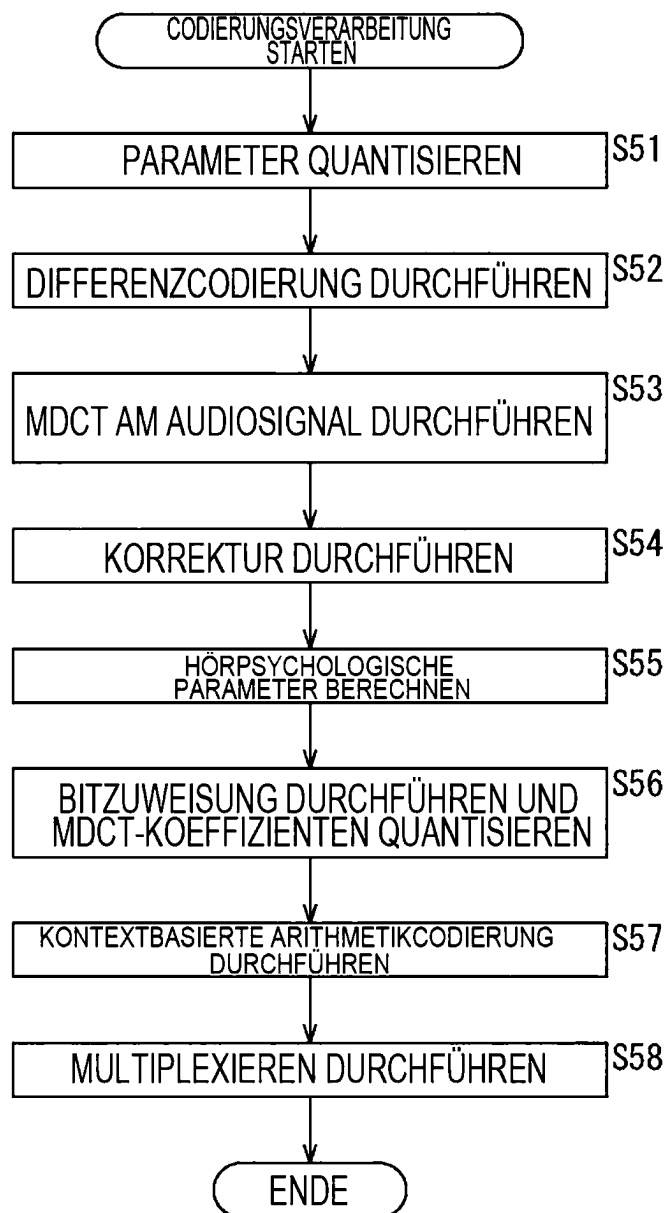 CODIERUNGSVERARBEITUNG
STARTEN
PARAMETER QUANTISIEREN
S51
DIFFERENZCODIERUNG DURCHFÜHREN
S52
MDCT AM AUDIOSIGNAL DURCHFÜHREN
S53
KORREKTUR DURCHFÜHREN
S54
HÖRPSYCHOLOGISCHE
PARAMETER BERECHNEN
S55
BITZUWEISUNG DURCHFÜHREN UND
MDCT-KOEFFIZIENTEN QUANTISIEREN
S56
KONTEXTBASIERTE ARITHMETIKCODIERUNG
DURCHFÜHREN
S57
MULTIPLEXIEREN DURCHFÜHREN
S58
ENDE